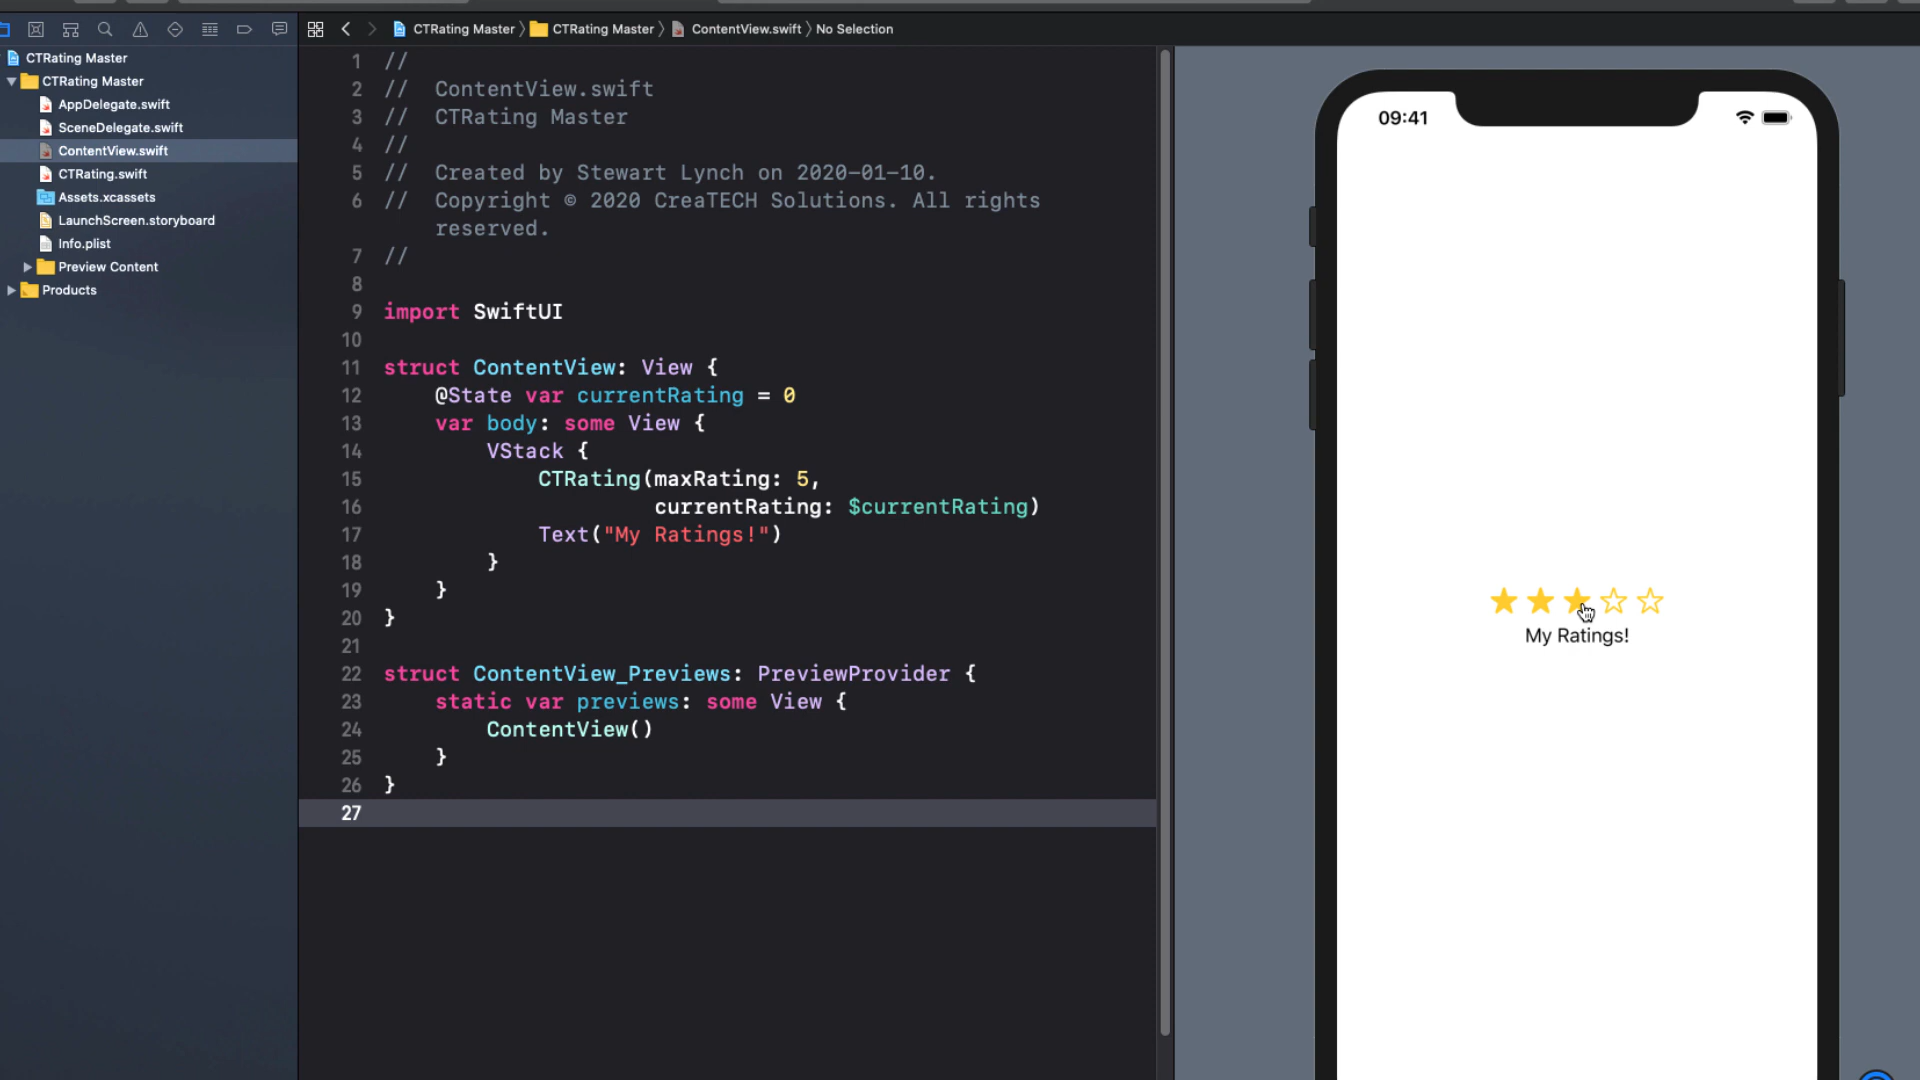 CTRating Master
CTRating Master
ContentView.swift
No Selection
CTRating Master
CTRating Master
AppDelegate.swift
SceneDelegate.swift
ContentView.swift
CTRating.swift
Assets.xcassets
LaunchScreen.storyboard
Info.plist
Preview Content
Products
1 //
2 //  ContentView.swift
3 //  CTRating Master
4 //
5 //  Created by Stewart Lynch on 2020-01-10.
6 //  Copyright © 2020 CreaTECH Solutions. All rights
reserved.
7 //
8
9 import SwiftUI
10
11 struct ContentView: View {
12     @State var currentRating = 0
13     var body: some View {
14         VStack {
15             CTRating(maxRating: 5,
16                      currentRating: $currentRating)
17             Text("My Ratings!")
18         }
19     }
20 }
21
22 struct ContentView_Previews: PreviewProvider {
23     static var previews: some View {
24         ContentView()
25     }
26 }
27
09:41
My Ratings!